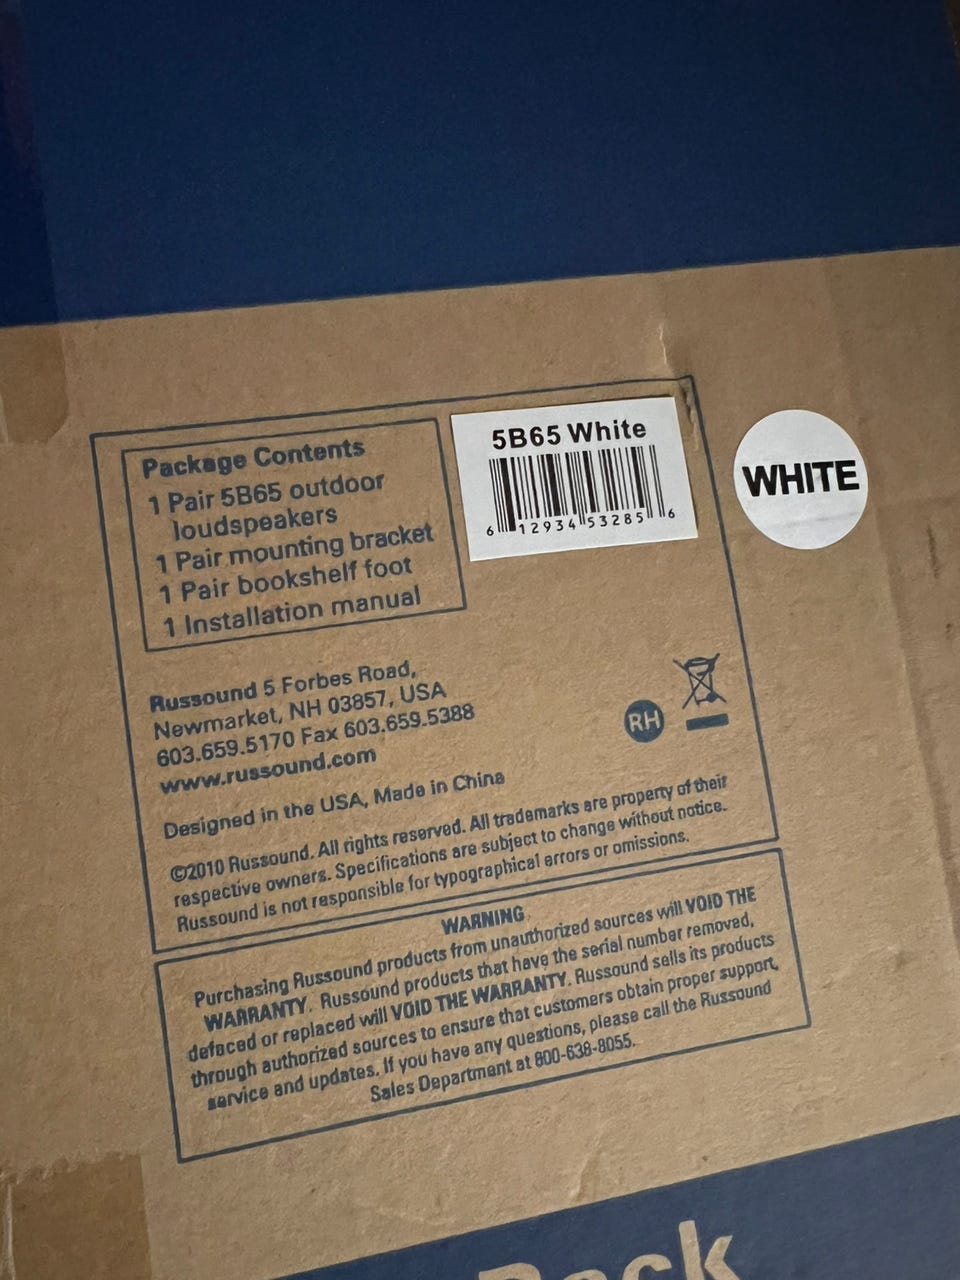 Package Contents
1 Pair 5B65 outdoor
loudspeakers
1 Pair mounting bracket
1 Pair bookshelf foot
1 Installation manual
5B65 White
6 12934 53285 6
WHITE
Russound 5 Forbes Road,
Newmarket, NH 03857, USA
603.659.5170 Fax 603.659.5388
www.russound.com
RH
Designed in the USA, Made in China
©2010 Russound. All rights reserved. All trademarks are property of their
respective owners. Specifications are subject to change without notice.
Russound is not responsible for typographical errors or omissions.
WARNING
Purchasing Russound products from unauthorized sources will VOID THE
WARRANTY. Russound products that have the serial number removed,
defaced or replaced will VOID THE WARRANTY. Russound sells its products
through authorized sources to ensure that customers obtain proper support,
service and updates. If you have any questions, please call the Russound
Sales Department at 800-638-8055.